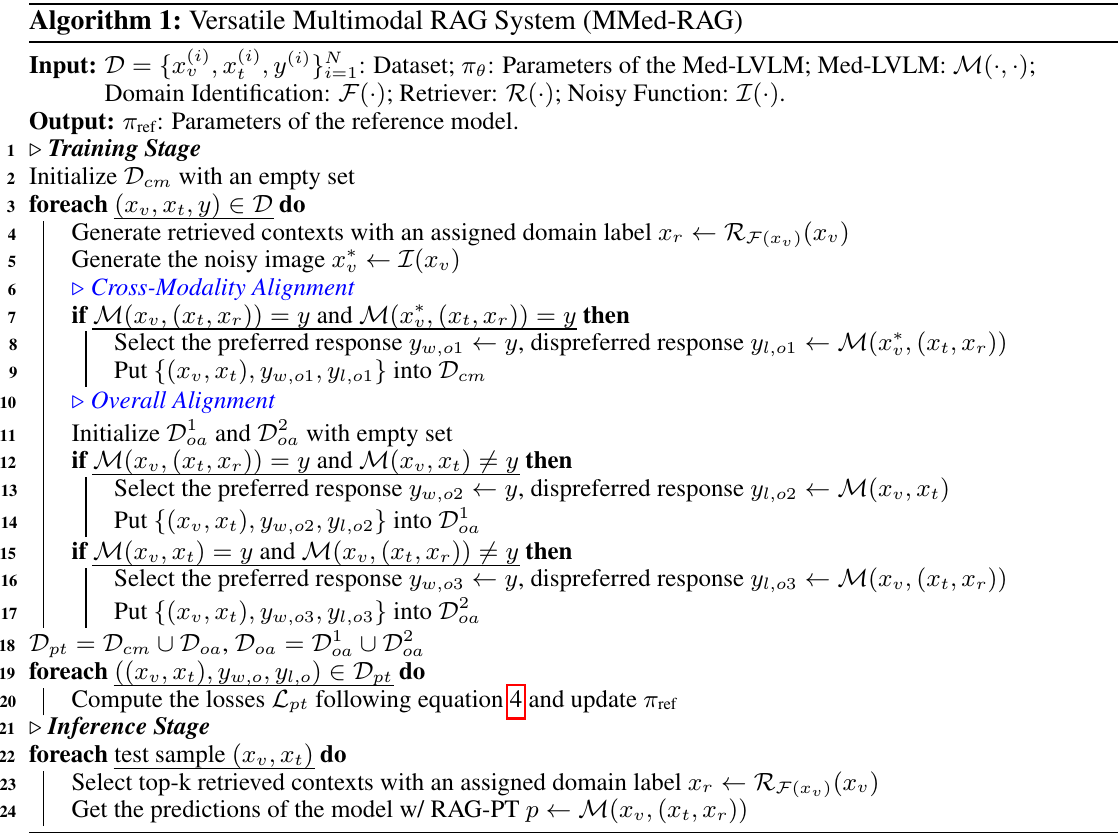 Algorithm 1: Versatile Multimodal RAG System (MMed-RAG)
Input: $\mathcal{D} = \{x_v^{(i)}, x_t^{(i)}, y^{(i)}\}_{i=1}^N$: Dataset; $\pi_\theta$: Parameters of the Med-LVLM; Med-LVLM: $\mathcal{M}(\cdot, \cdot)$;
Domain Identification: $\mathcal{F}(\cdot)$; Retriever: $\mathcal{R}(\cdot)$; Noisy Function: $\mathcal{I}(\cdot)$.
Output: $\pi_{\text{ref}}$: Parameters of the reference model.
1 ▷ Training Stage
2 Initialize $\mathcal{D}_{cm}$ with an empty set
3 foreach $(x_v, x_t, y) \in \mathcal{D}$ do
4 Generate retrieved contexts with an assigned domain label $x_r \leftarrow \mathcal{R}_{\mathcal{F}(x_v)}(x_v)$
5 Generate the noisy image $x_v^* \leftarrow \mathcal{I}(x_v)$
6 ▷ Cross-Modality Alignment
7 if $\mathcal{M}(x_v, (x_t, x_r)) = y$ and $\mathcal{M}(x_v^*, (x_t, x_r)) = y$ then
8 Select the preferred response $y_{w,o1} \leftarrow y$, dispreferred response $y_{l,o1} \leftarrow \mathcal{M}(x_v^*, (x_t, x_r))$
9 Put $\{(x_v, x_t), y_{w,o1}, y_{l,o1}\}$ into $\mathcal{D}_{cm}$
10 ▷ Overall Alignment
11 Initialize $\mathcal{D}_{oa}^1$ and $\mathcal{D}_{oa}^2$ with empty set
12 if $\mathcal{M}(x_v, (x_t, x_r)) = y$ and $\mathcal{M}(x_v, x_t) \neq y$ then
13 Select the preferred response $y_{w,o2} \leftarrow y$, dispreferred response $y_{l,o2} \leftarrow \mathcal{M}(x_v, x_t)$
14 Put $\{(x_v, x_t), y_{w,o2}, y_{l,o2}\}$ into $\mathcal{D}_{oa}^1$
15 if $\mathcal{M}(x_v, x_t) = y$ and $\mathcal{M}(x_v, (x_t, x_r)) \neq y$ then
16 Select the preferred response $y_{w,o3} \leftarrow y$, dispreferred response $y_{l,o3} \leftarrow \mathcal{M}(x_v, (x_t, x_r))$
17 Put $\{(x_v, x_t), y_{w,o3}, y_{l,o3}\}$ into $\mathcal{D}_{oa}^2$
18 $\mathcal{D}_{pt} = \mathcal{D}_{cm} \cup \mathcal{D}_{oa}, \mathcal{D}_{oa} = \mathcal{D}_{oa}^1 \cup \mathcal{D}_{oa}^2$
19 foreach $((x_v, x_t), y_{w,o}, y_{l,o}) \in \mathcal{D}_{pt}$ do
20 Compute the losses $\mathcal{L}_{pt}$ following equation 4 and update $\pi_{\text{ref}}$
21 ▷ Inference Stage
22 foreach test sample $(x_v, x_t)$ do
23 Select top-k retrieved contexts with an assigned domain label $x_r \leftarrow \mathcal{R}_{\mathcal{F}(x_v)}(x_v)$
24 Get the predictions of the model w/ RAG-PT $p \leftarrow \mathcal{M}(x_v, (x_t, x_r))$